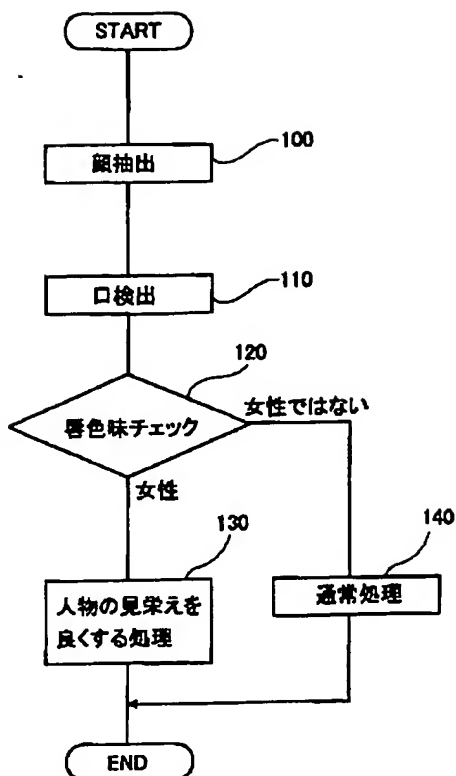 START
顔抽出
100
口検出
110
120
唇色味チェック
女性ではない
女性
130
140
人物の見栄えを
良くする処理
通常処理
END